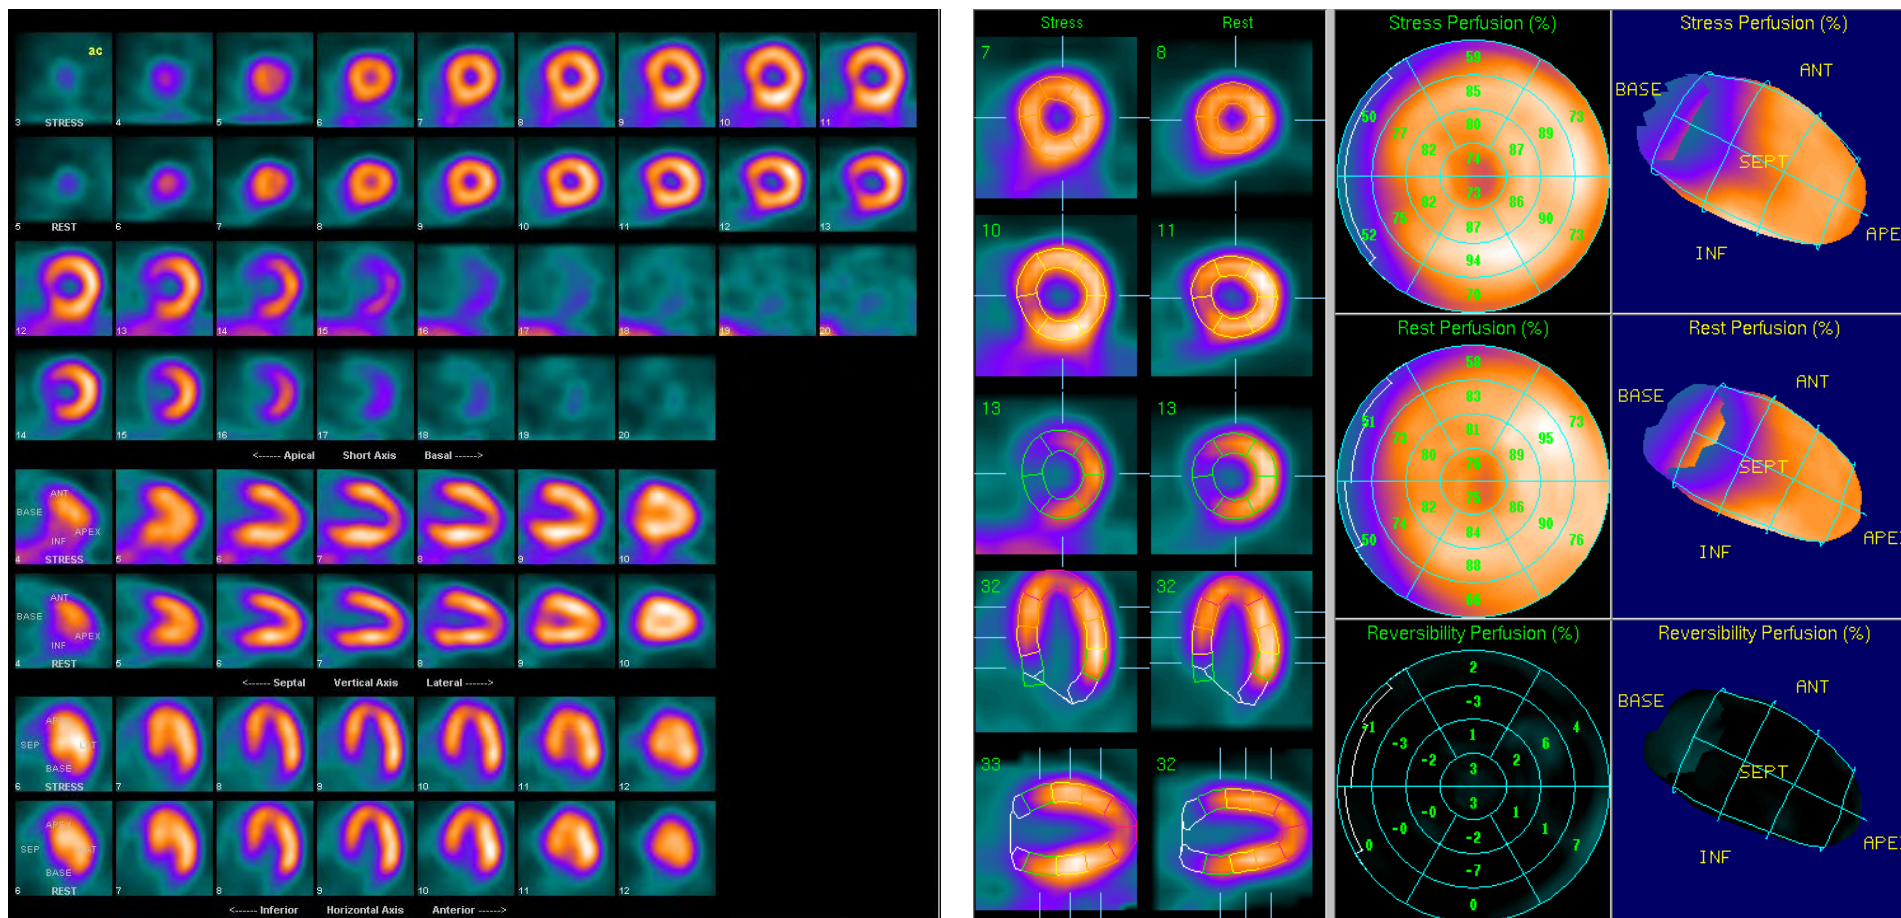 ac
3 STRESS 4 5 6 7 8 9 10 11
5 REST 6 7 8 9 10 11 12 13
12 13 14 15 16 17 18 19 20
14 15 16 17 18 19 20
<------ Apical Short Axis Basal ------>
ANT
BASE
APEX
INF
4 STRESS 5 6 7 8 9 10
ANT
BASE
APEX
INF
4 REST 5 6 7 8 9 10
<------ Septal Vertical Axis Lateral ------>
SEP
BASE
6 STRESS 7 8 9 10 11 12
SEP
BASE
6 REST 7 8 9 10 11 12
<------ Inferior Horizontal Axis Anterior ------>
Stress Rest
7 8
10 11
13 13
32 32
33 32
Stress Perfusion (%)
59
85
50 73
77 80 89
82 87
74
73
82 86
75 87 90
52 73
94
70
Stress Perfusion (%)
ANT
BASE
SEPT
APE
INF
Rest Perfusion (%)
58
83
51 73
73 81 95
80 89
76
75
82 86
74 84 90
50 76
88
66
Rest Perfusion (%)
ANT
BASE
SEPT
APE
INF
Reversibility Perfusion (%)
2
-3
-1 4
-3 1 6
-2 2
3
3
-0 1
-0 -2 1
0 7
-7
0
Reversibility Perfusion (%)
ANT
BASE
SEPT
APE
INF